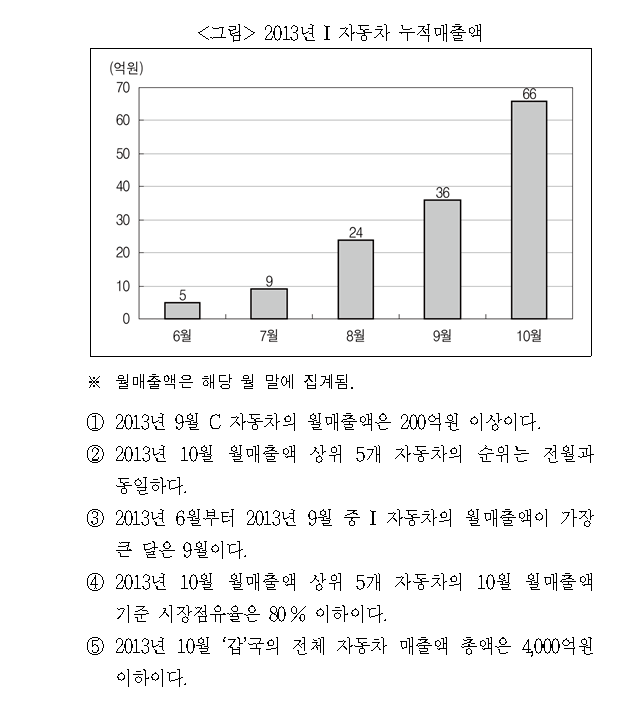 <그림> 2013년 I 자동차 누적매출액
(억원)
70
60
50
40
30
20
10
0
5
9
24
36
66
6월 7월 8월 9월 10월
※ 월매출액은 해당 월 말에 집계됨.
① 2013년 9월 C 자동차의 월매출액은 200억원 이상이다.
② 2013년 10월 월매출액 상위 5개 자동차의 순위는 전월과
동일하다.
③ 2013년 6월부터 2013년 9월 중 I 자동차의 월매출액이 가장
큰 달은 9월이다.
④ 2013년 10월 월매출액 상위 5개 자동차의 10월 월매출액
기준 시장점유율은 80% 이하이다.
⑤ 2013년 10월 ‘갑’국의 전체 자동차 매출액 총액은 4,000억원
이하이다.